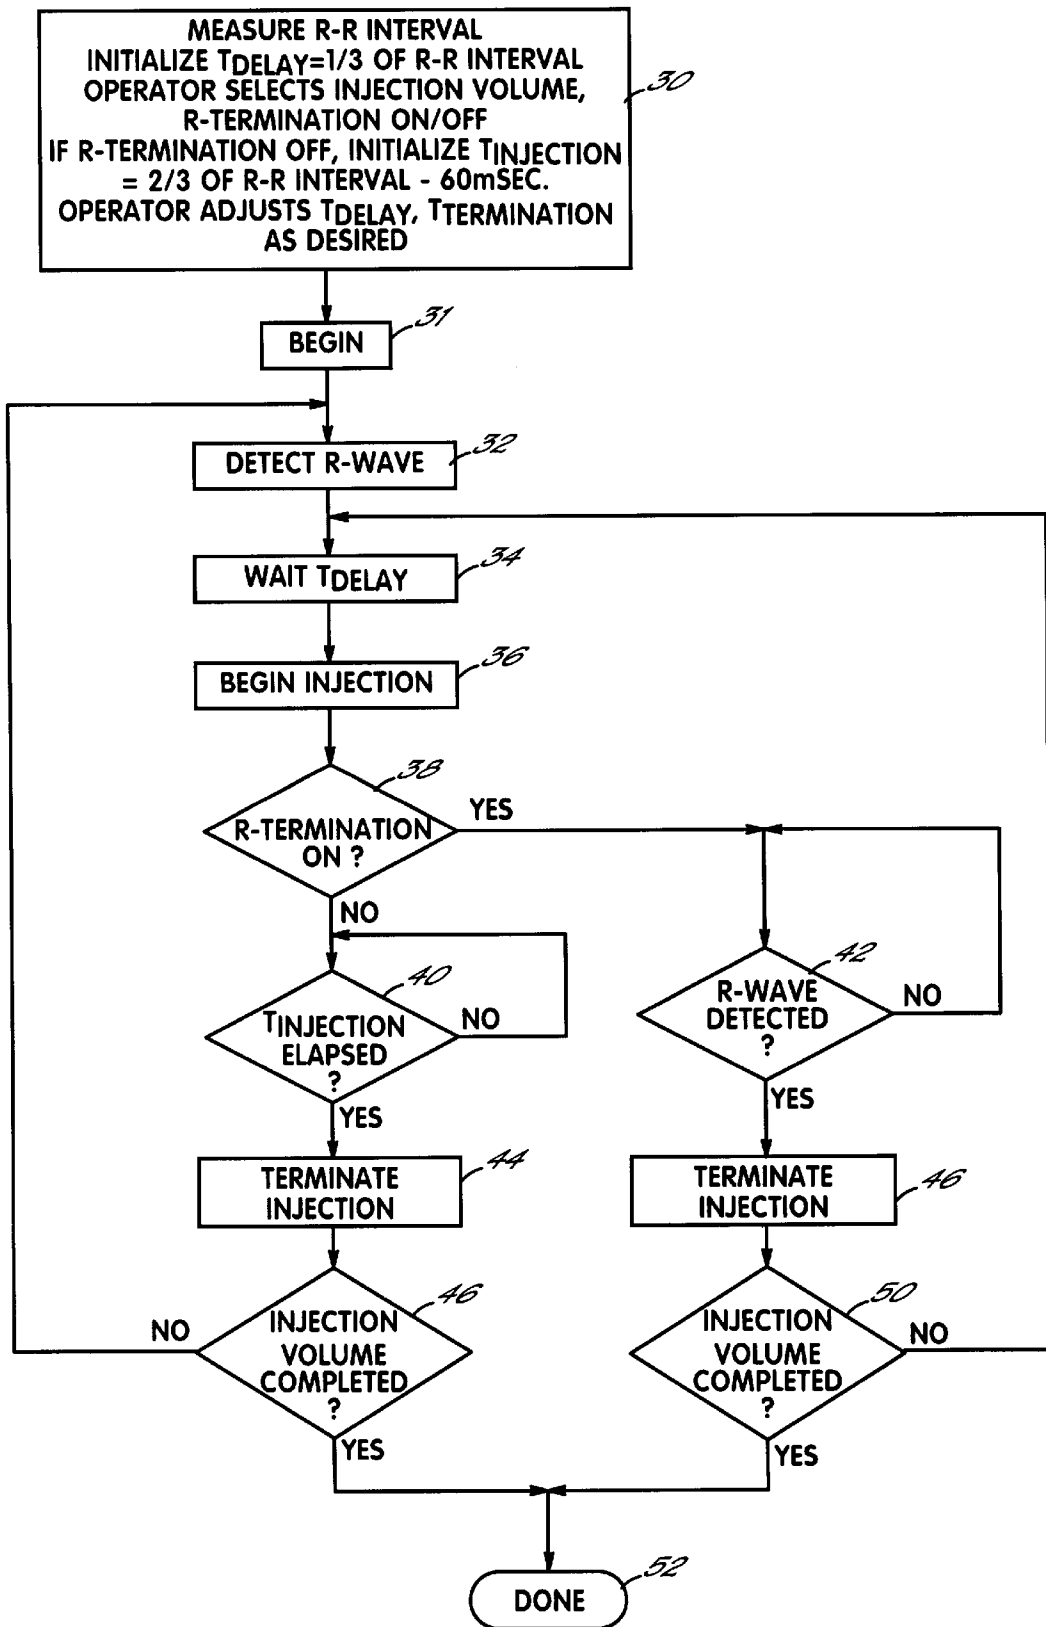 MEASURE R-R INTERVAL
INITIALIZE TDELAY=1/3 OF R-R INTERVAL
OPERATOR SELECTS INJECTION VOLUME,
R-TERMINATION ON/OFF
IF R-TERMINATION OFF, INITIALIZE TINJECTION
= 2/3 OF R-R INTERVAL - 60mSEC.
OPERATOR ADJUSTS TDELAY, TTERMINATION
AS DESIRED
30
BEGIN
31
DETECT R-WAVE
32
WAIT TDELAY
34
BEGIN INJECTION
36
R-TERMINATION
ON ?
38
YES
NO
TINJECTION
ELAPSED
?
40
NO
YES
R-WAVE
DETECTED
?
42
NO
YES
TERMINATE
INJECTION
44
TERMINATE
INJECTION
46
INJECTION
VOLUME
COMPLETED
?
46
NO
YES
INJECTION
VOLUME
COMPLETED
?
50
NO
YES
DONE
52